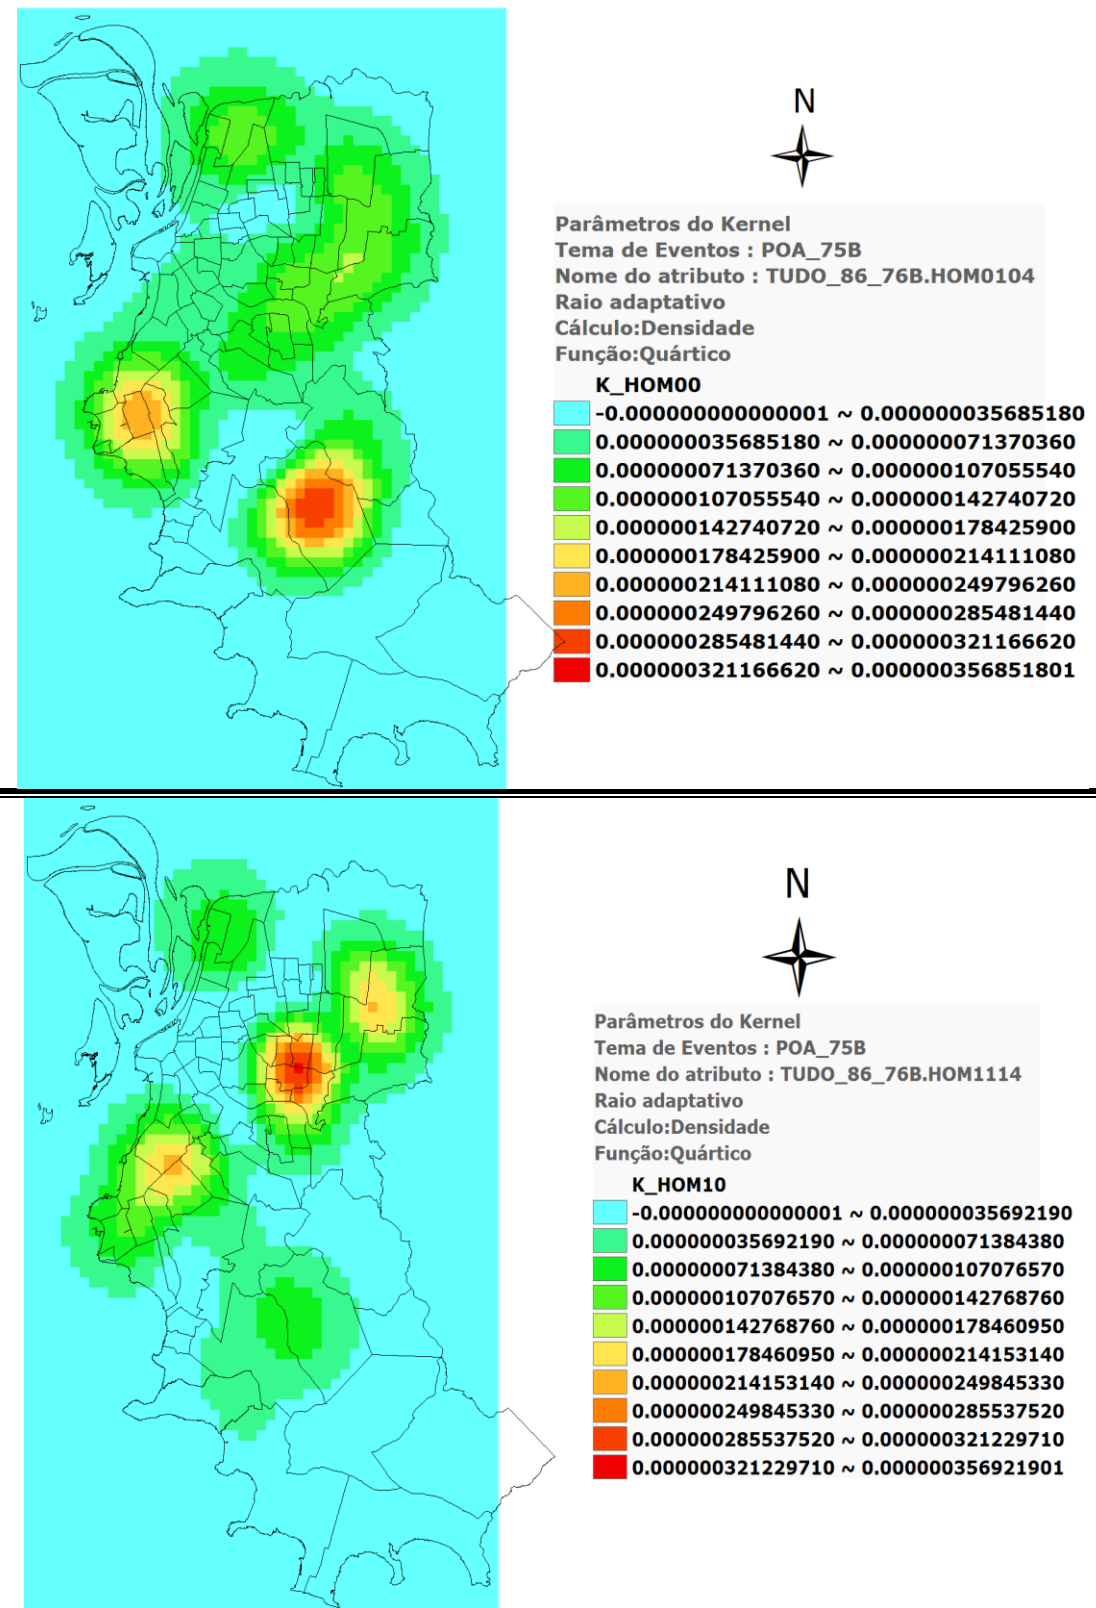 N
Parâmetros do Kernel
Tema de Eventos : POA_75B
Nome do atributo : TUDO_86_76B.HOM0104
Raio adaptativo
Cálculo:Densidade
Função:Quártico
K_HOM00
-0.000000000000001 ~ 0.000000035685180
0.000000035685180 ~ 0.000000071370360
0.000000071370360 ~ 0.000000107055540
0.000000107055540 ~ 0.000000142740720
0.000000142740720 ~ 0.000000178425900
0.000000178425900 ~ 0.000000214111080
0.000000214111080 ~ 0.000000249796260
0.000000249796260 ~ 0.000000285481440
0.000000285481440 ~ 0.000000321166620
0.000000321166620 ~ 0.000000356851801
N
Parâmetros do Kernel
Tema de Eventos : POA_75B
Nome do atributo : TUDO_86_76B.HOM1114
Raio adaptativo
Cálculo:Densidade
Função:Quártico
K_HOM10
-0.000000000000001 ~ 0.000000035692190
0.000000035692190 ~ 0.000000071384380
0.000000071384380 ~ 0.000000107076570
0.000000107076570 ~ 0.000000142768760
0.000000142768760 ~ 0.000000178460950
0.000000178460950 ~ 0.000000214153140
0.000000214153140 ~ 0.000000249845330
0.000000249845330 ~ 0.000000285537520
0.000000285537520 ~ 0.000000321229710
0.000000321229710 ~ 0.000000356921901